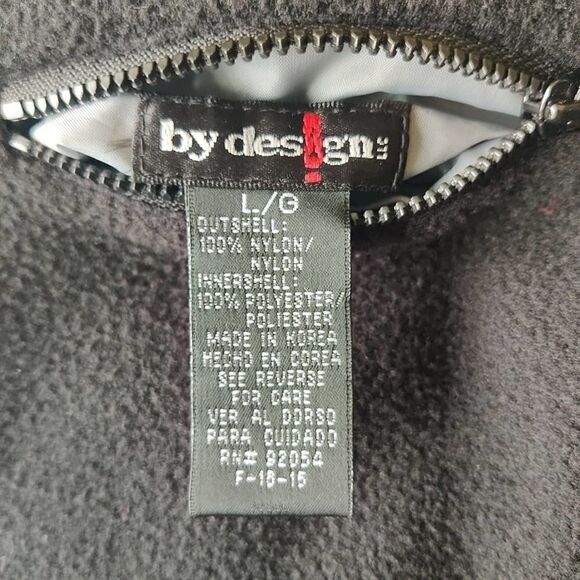 by design LLC
L/G
OUTSHELL:
100% NYLON/
NYLON
INNERSHELL:
100% POLYESTER/
POLIESTER
MADE IN KOREA
HECHO EN COREA
SEE REVERSE
FOR CARE
VER AL DORSO
PARA CUIDADO
RN# 92054
F-16-15